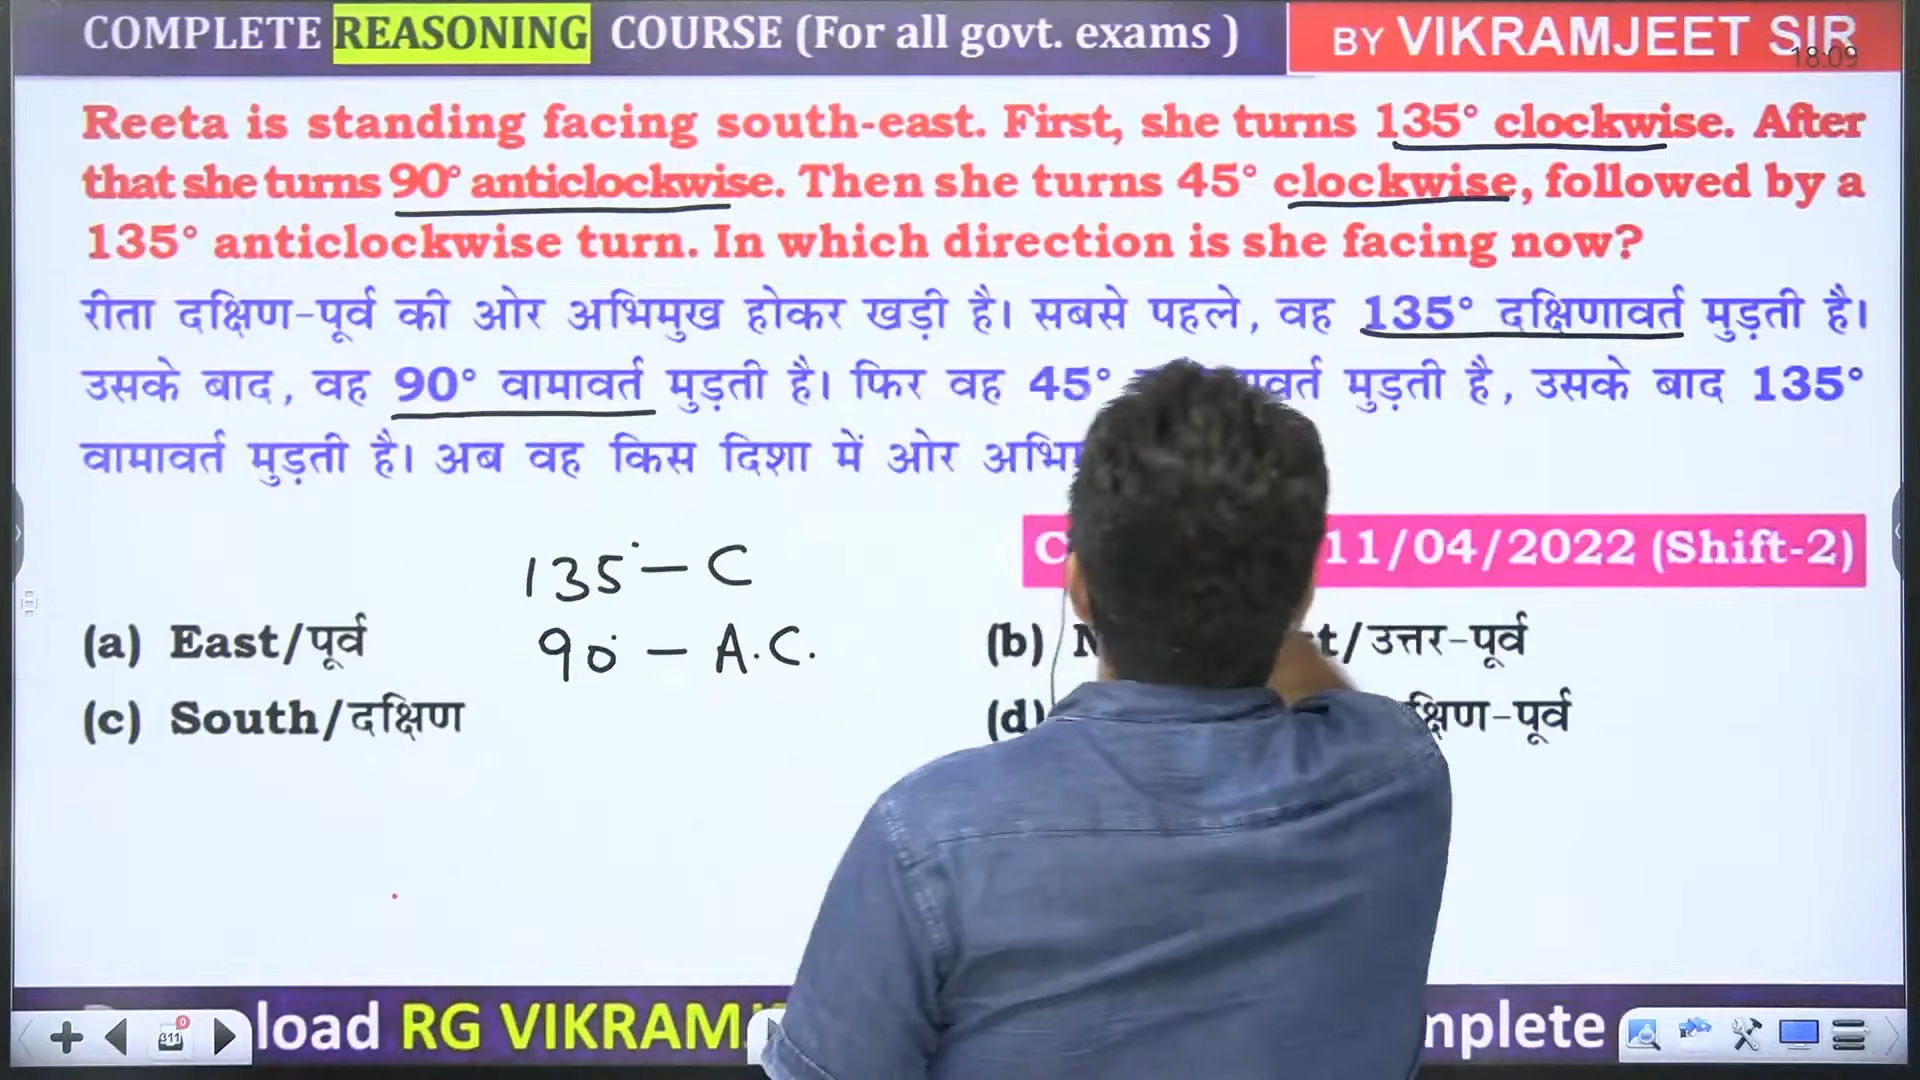 COMPLETE REASONING COURSE (For all govt. exams )
BY VIKRAMJEET SIR
18:09
Reeta is standing facing south-east. First, she turns 135° clockwise. After
that she turns 90° anticlockwise. Then she turns 45° clockwise, followed by a
135° anticlockwise turn. In which direction is she facing now?
रीता दक्षिण-पूर्व की ओर अभिमुख होकर खड़ी है। सबसे पहले, वह 135° दक्षिणावर्त मुड़ती है।
उसके बाद, वह 90° वामावर्त मुड़ती है। फिर वह 45° मुड़ती है, उसके बाद 135°
वामावर्त मुड़ती है। अब वह किस दिशा में ओर
11/04/2022 (Shift-2)
135° – C
90° – A.C.
(a) East/पूर्व
(b) /उत्तर-पूर्व
(c) South/दक्षिण
(d)
load RG VIKRAMJ
311
0